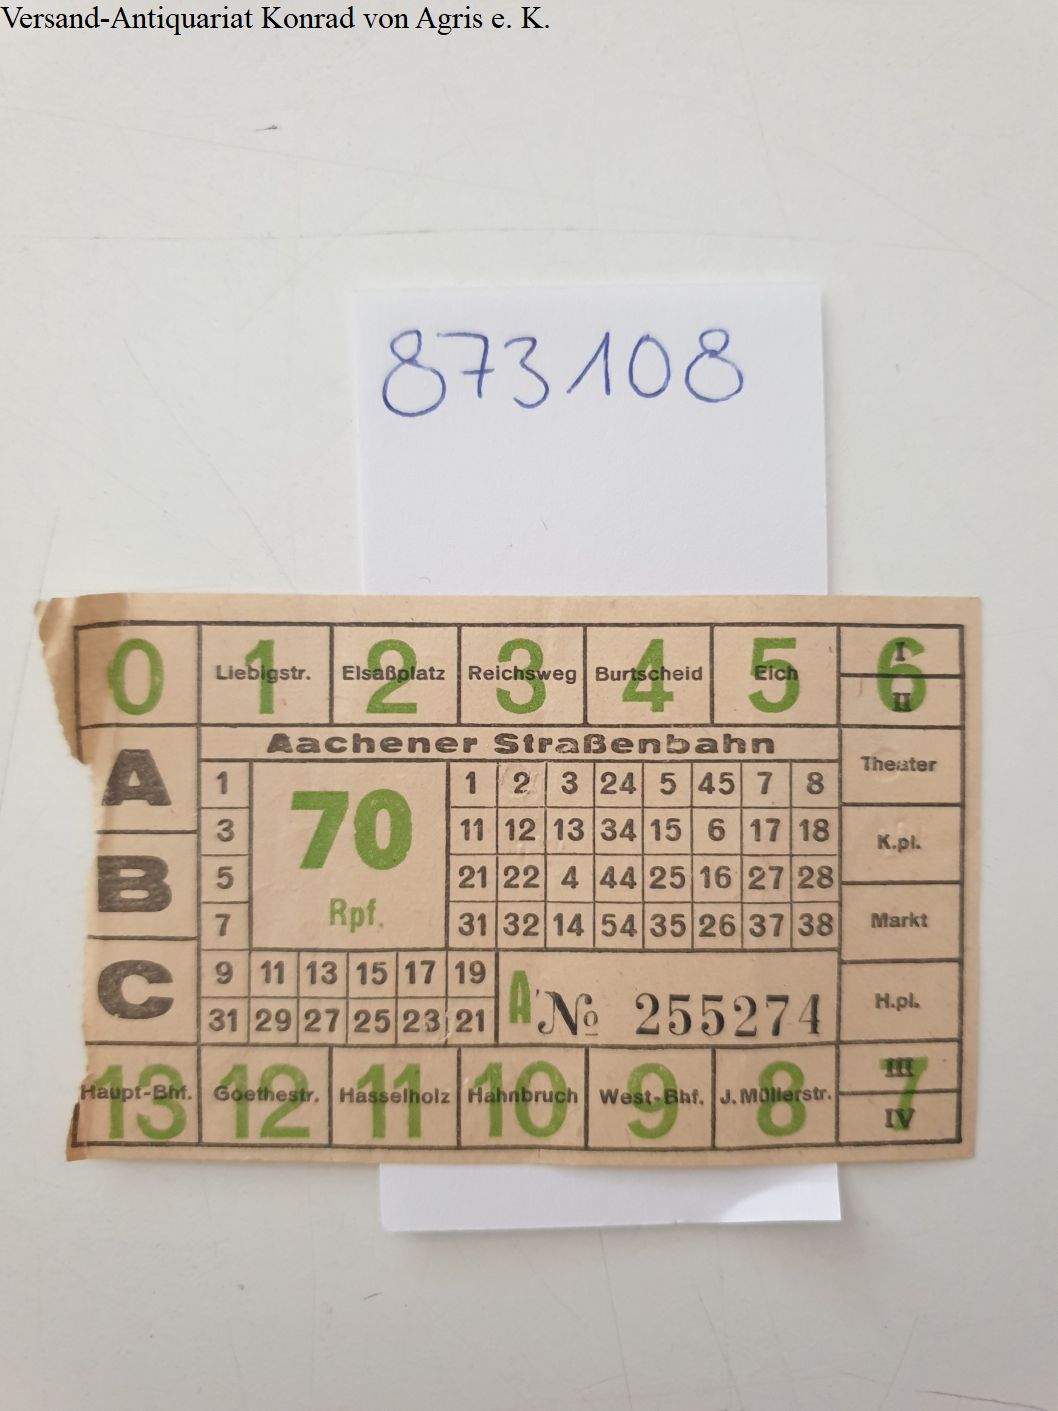 Versand-Antiquariat Konrad von Agris e. K.
873108
0 1 Liebigstr. 2 Elsaßplatz 3 Reichsweg 4 Burtscheid 5 Eich 6 I
II
Aachener Straßenbahn
A
B
C
1
3
5
7
70
Rpf.
1 2 3 24 5 45 7 8
11 12 13 34 15 6 17 18
21 22 4 44 25 16 27 28
31 32 14 54 35 26 37 38
Theater
K.pl.
Markt
H.pl.
9 11 13 15 17 19
31 29 27 25 23 21
A № 255274
13 Haupt-Bhf. 12 Goethestr. 11 Hasselholz 10 Hahnbruch 9 West-Bhf. 8 J.Müllerstr. 7 III
IV